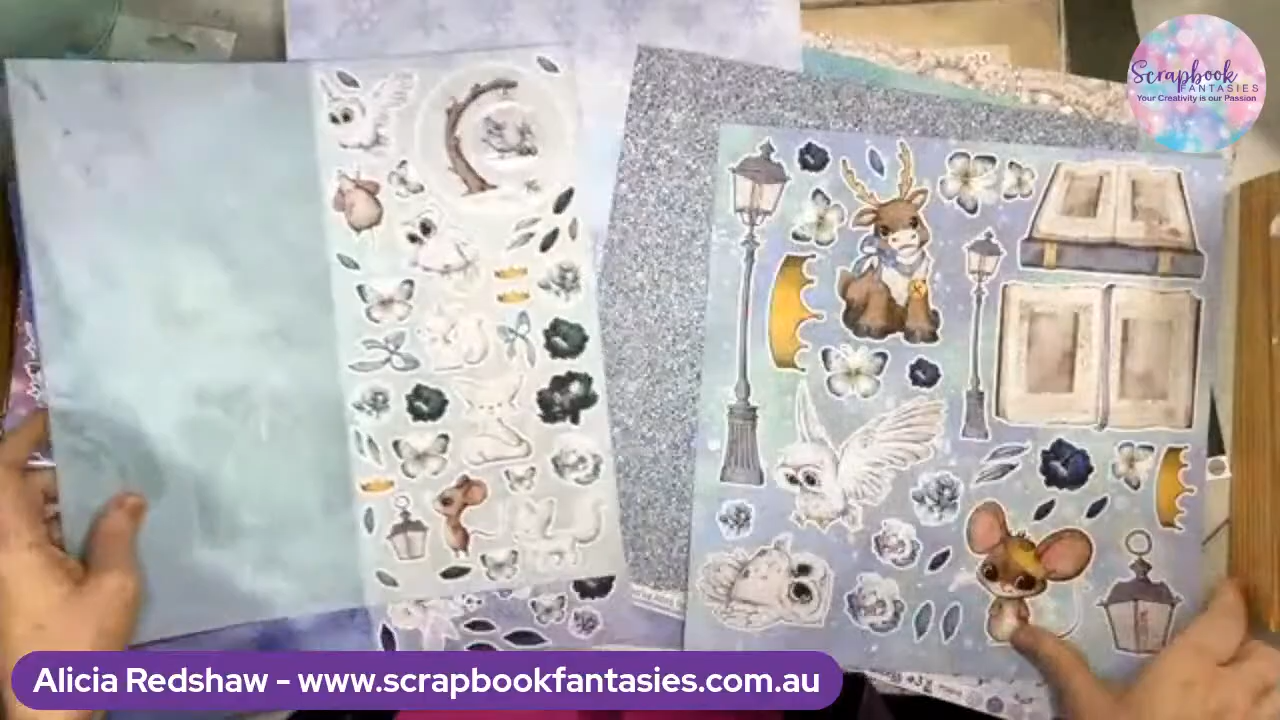 Scrapbook
FANTASIES
Your Creativity is our Passion
Alicia Redshaw - www.scrapbookfantasies.com.au